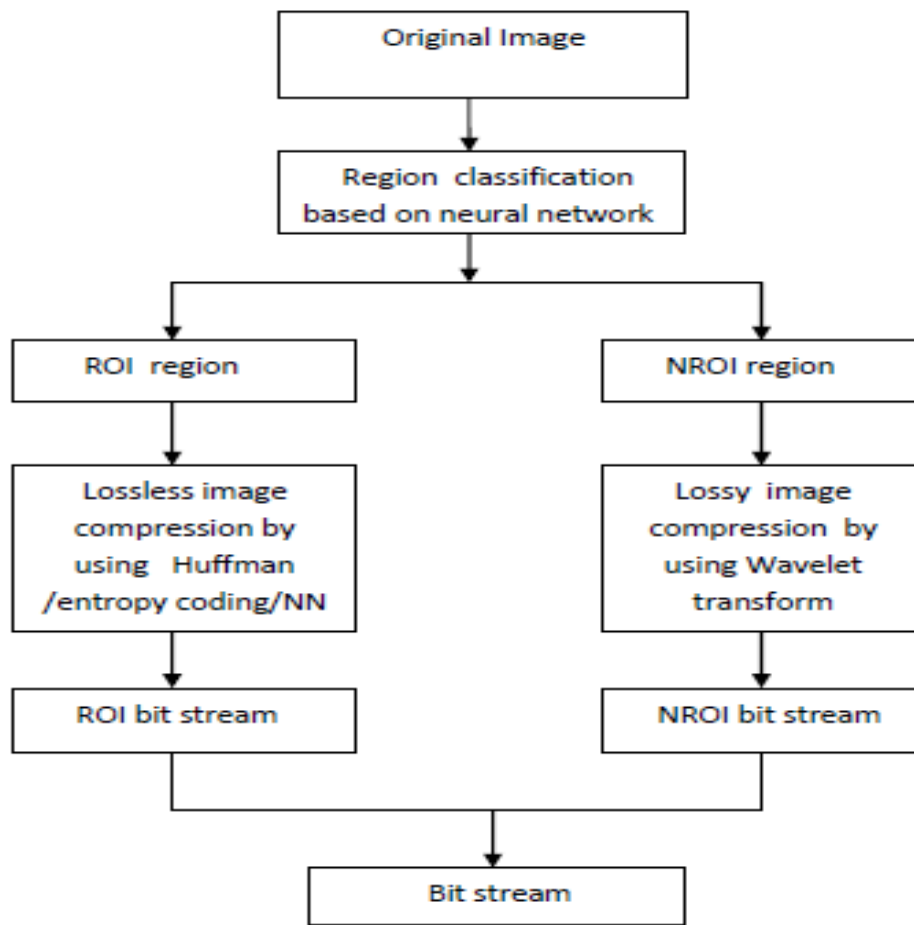 Original Image
Region classification
based on neural network
ROI region
NROI region
Lossless image
compression by
using Huffman
/entropy coding/NN
Lossy image
compression by
using Wavelet
transform
ROI bit stream
NROI bit stream
Bit stream